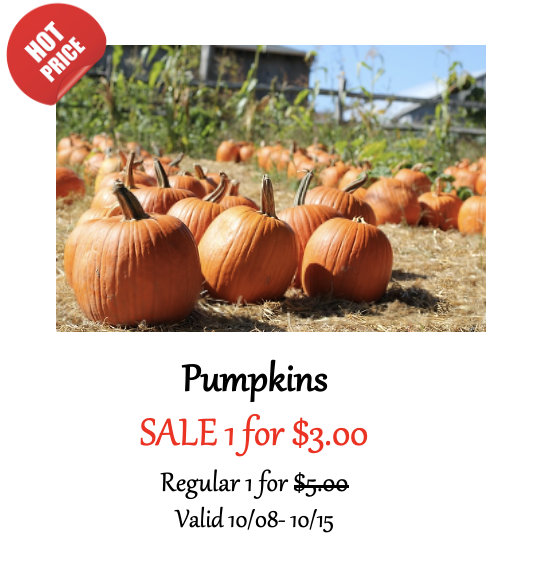 HOT
PRICE
Pumpkins
SALE 1 for $3.00
Regular 1 for $5.00
Valid 10/08- 10/15